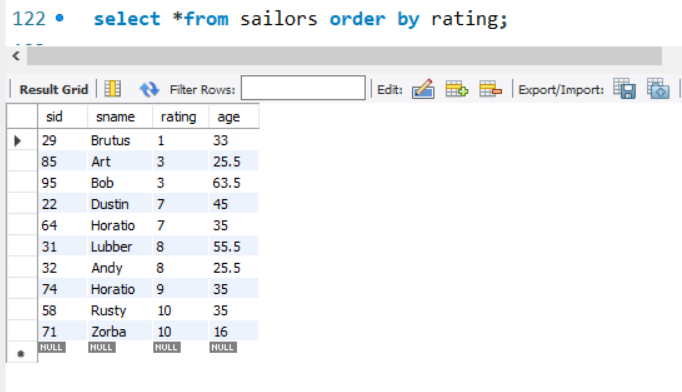 122 select *from sailors order by rating;
Result Grid Filter Rows: Edit: Export/Import:
sid sname rating age
29 Brutus 1 33
85 Art 3 25.5
95 Bob 3 63.5
22 Dustin 7 45
64 Horatio 7 35
31 Lubber 8 55.5
32 Andy 8 25.5
74 Horatio 9 35
58 Rusty 10 35
71 Zorba 10 16
NULL NULL NULL NULL